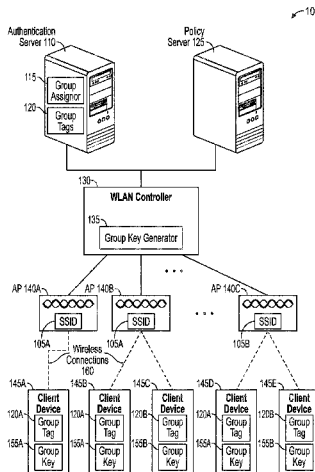 10
Authentication
Server 110
Policy
Server 125
115
Group
Assignor
120
Group
Tags
130
WLAN Controller
135
Group Key Generator
AP 140A
AP 140B
AP 140C
SSID
SSID
SSID
105A
105A
105B
Wireless
Connections
160
145A
145B
145C
145D
145E
Client
Device
Client
Device
Client
Device
Client
Device
Client
Device
120A
120A
120B
120A
120B
Group
Tag
Group
Tag
Group
Tag
Group
Tag
Group
Tag
155A
155A
155B
155A
155B
Group
Key
Group
Key
Group
Key
Group
Key
Group
Key